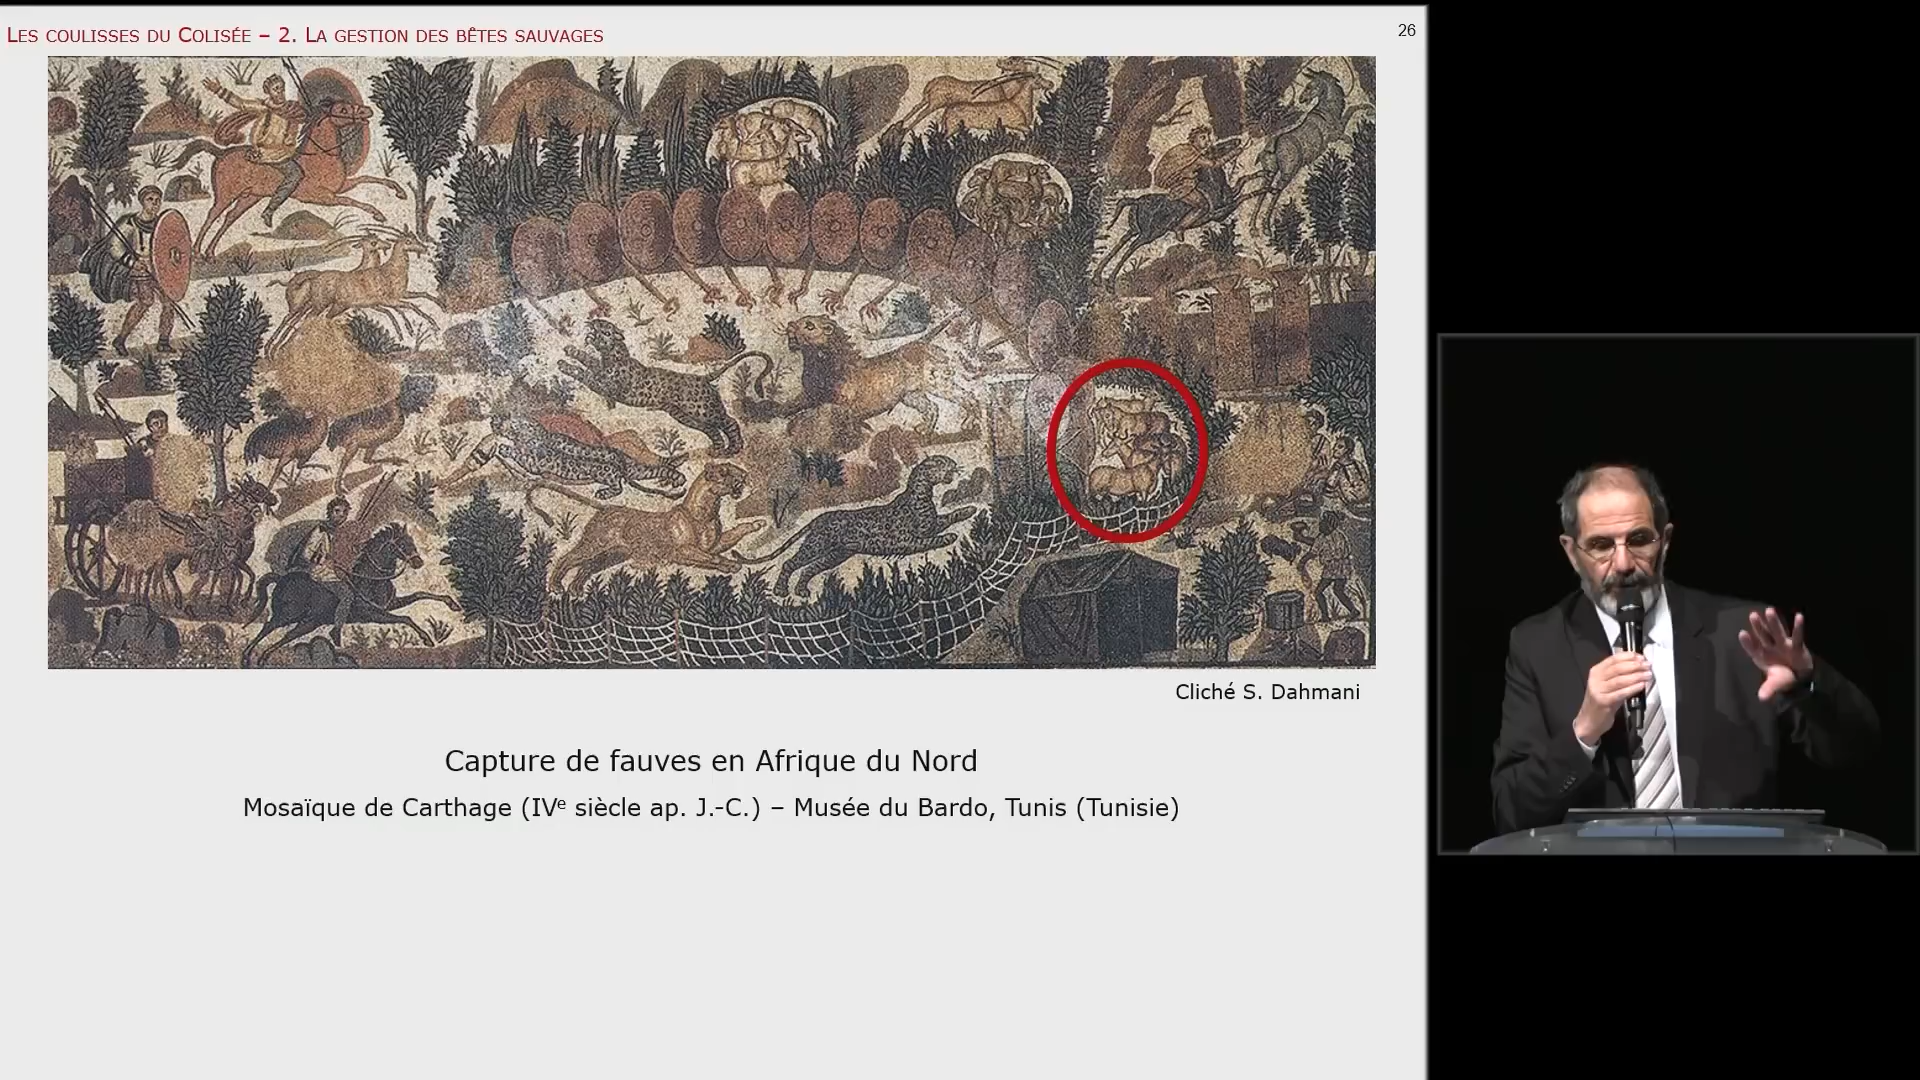 Les coulisses du Colisée – 2. La gestion des bêtes sauvages
26
Cliché S. Dahmani
Capture de fauves en Afrique du Nord
Mosaïque de Carthage (IVᵉ siècle ap. J.-C.) – Musée du Bardo, Tunis (Tunisie)